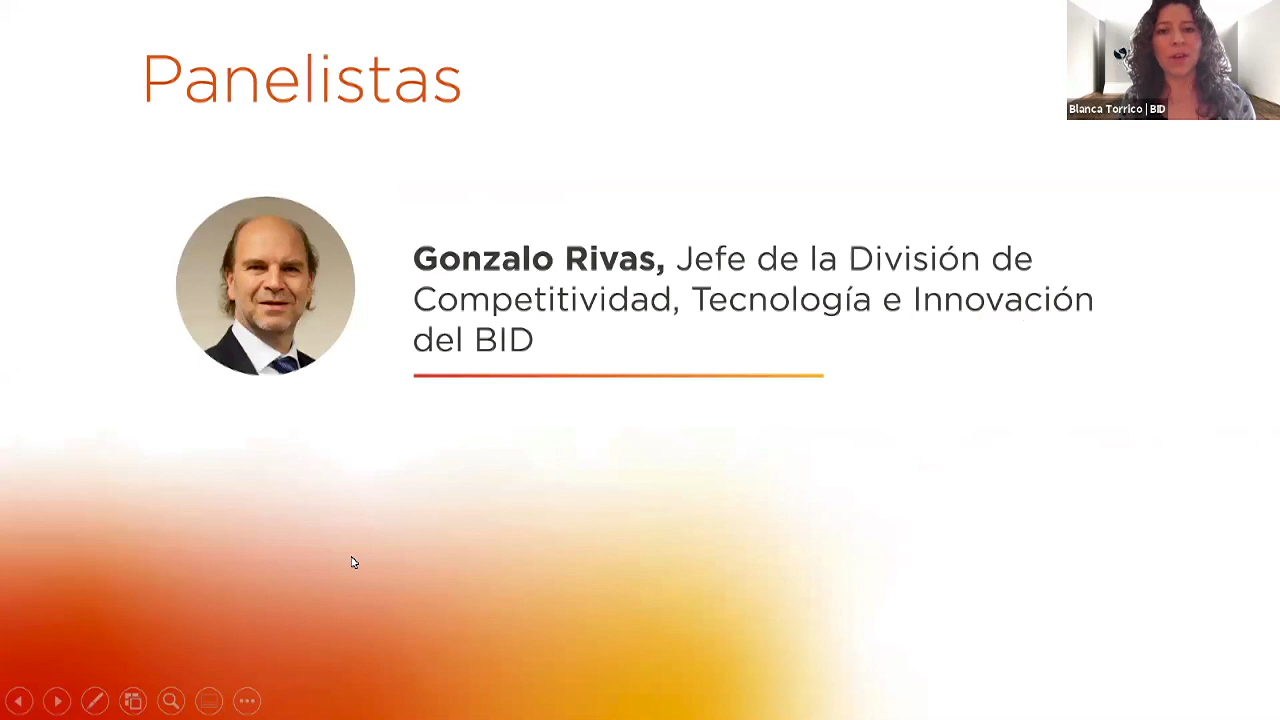 Panelistas
Blanca Torrico | BID
Gonzalo Rivas, Jefe de la División de
Competitividad, Tecnología e Innovación
del BID